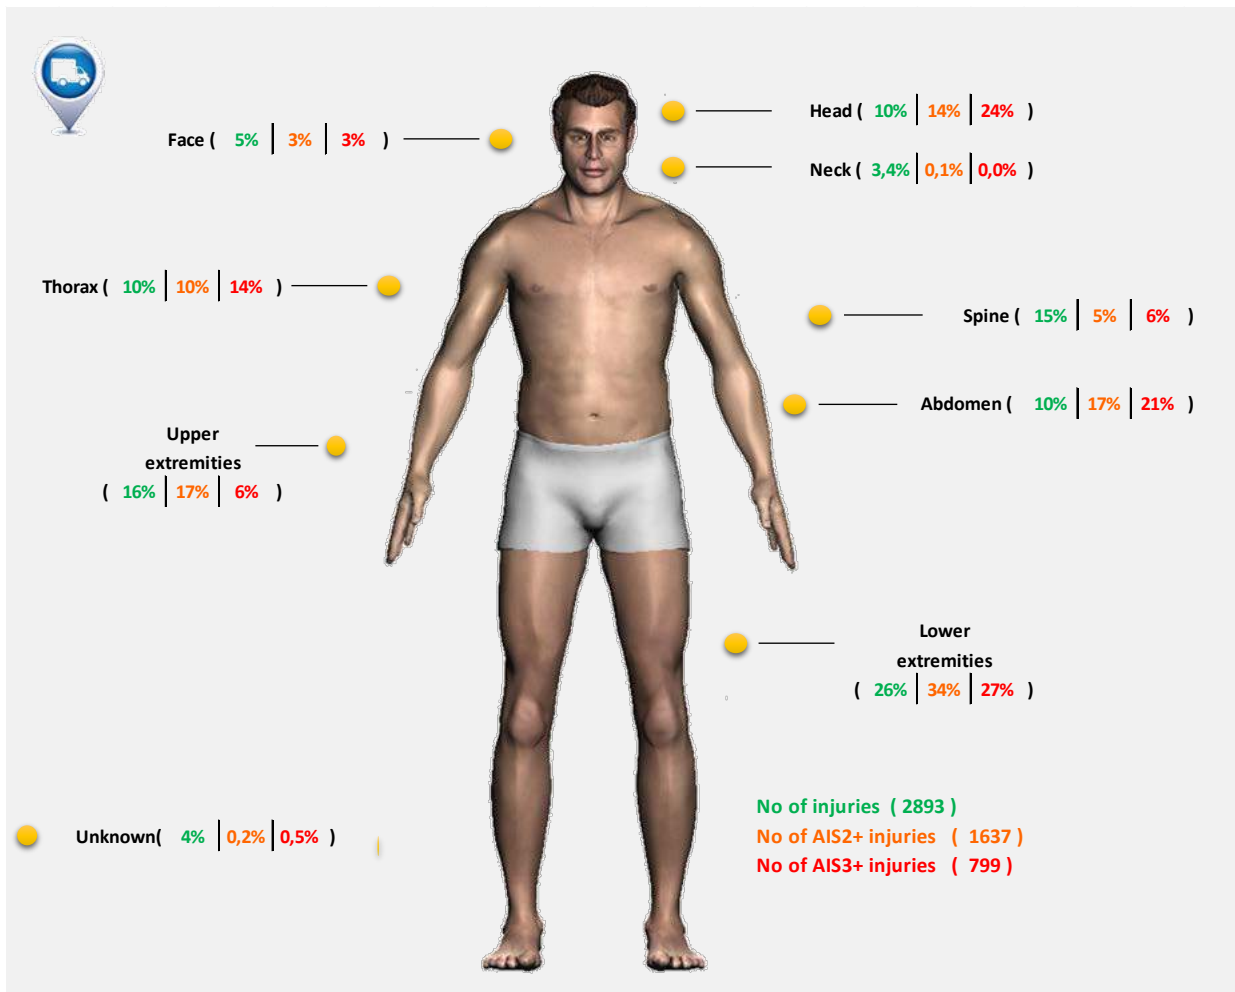 Head ( 10% | 14% | 24% )
Face ( 5% | 3% | 3% )
Neck ( 3,4% | 0,1% | 0,0% )
Thorax ( 10% | 10% | 14% )
Spine ( 15% | 5% | 6% )
Abdomen ( 10% | 17% | 21% )
Upper
extremities
( 16% | 17% | 6% )
Lower
extremities
( 26% | 34% | 27% )
No of injuries ( 2893 )
Unknown( 4% | 0,2% | 0,5% )
No of AIS2+ injuries ( 1637 )
No of AIS3+ injuries ( 799 )